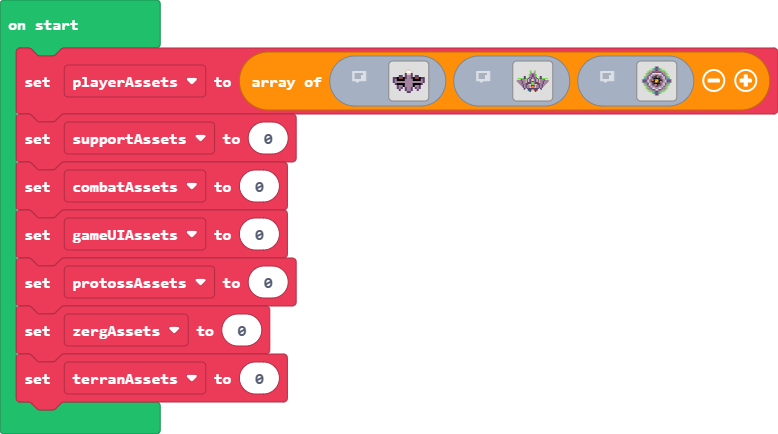 on start
set playerAssets to array of
set supportAssets to 0
set combatAssets to 0
set gameUIAssets to 0
set protossAssets to 0
set zergAssets to 0
set terranAssets to 0